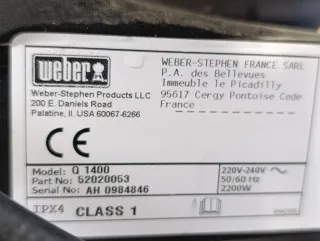 weber
WEBER-STEPHEN FRANCE SARL
P.A. des Bellevues
Immeuble le Picadilly
95617 Cergy Pontoise Cede
France
Weber-Stephen Products LLC
200 E. Daniels Road
Palatine, IL USA 60067-6266
CE
Model: Q 1400
Part No: 52020053
Serial No: AH 0984846
220V-240V
50/60 Hz
2200W
IPX4 CLASS 1